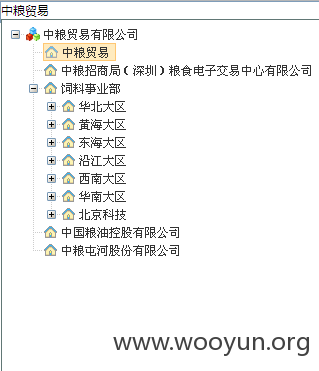 中粮贸易
中粮贸易有限公司
中粮贸易
中粮招商局（深圳）粮食电子交易中心有限公司
饲料事业部
华北大区
黄海大区
东海大区
沿江大区
西南大区
华南大区
北京科技
中国粮油控股有限公司
中粮屯河股份有限公司
www.wooyun.org